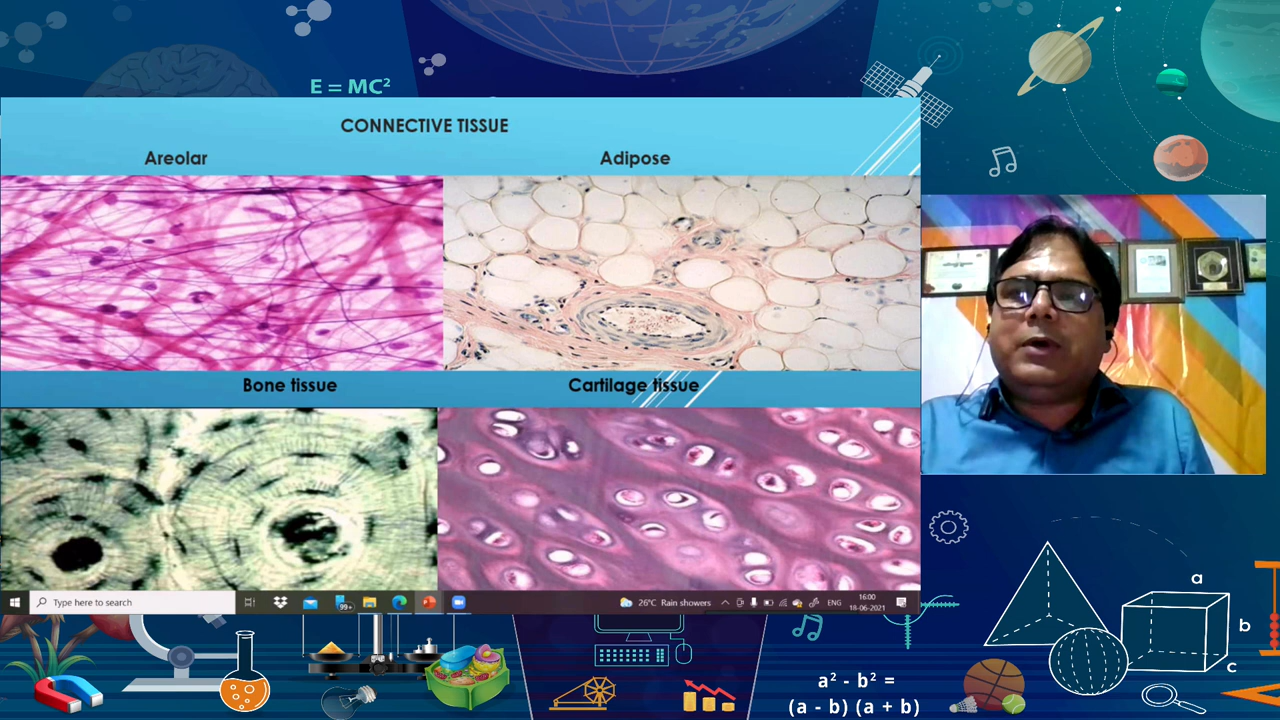 E = MC²
CONNECTIVE TISSUE
Areolar
Adipose
Bone tissue
Cartilage tissue
Type here to search
99+
26°C Rain showers
ENG
16:00
18-06-2021
a
b
c
a² - b² =
(a - b) (a + b)